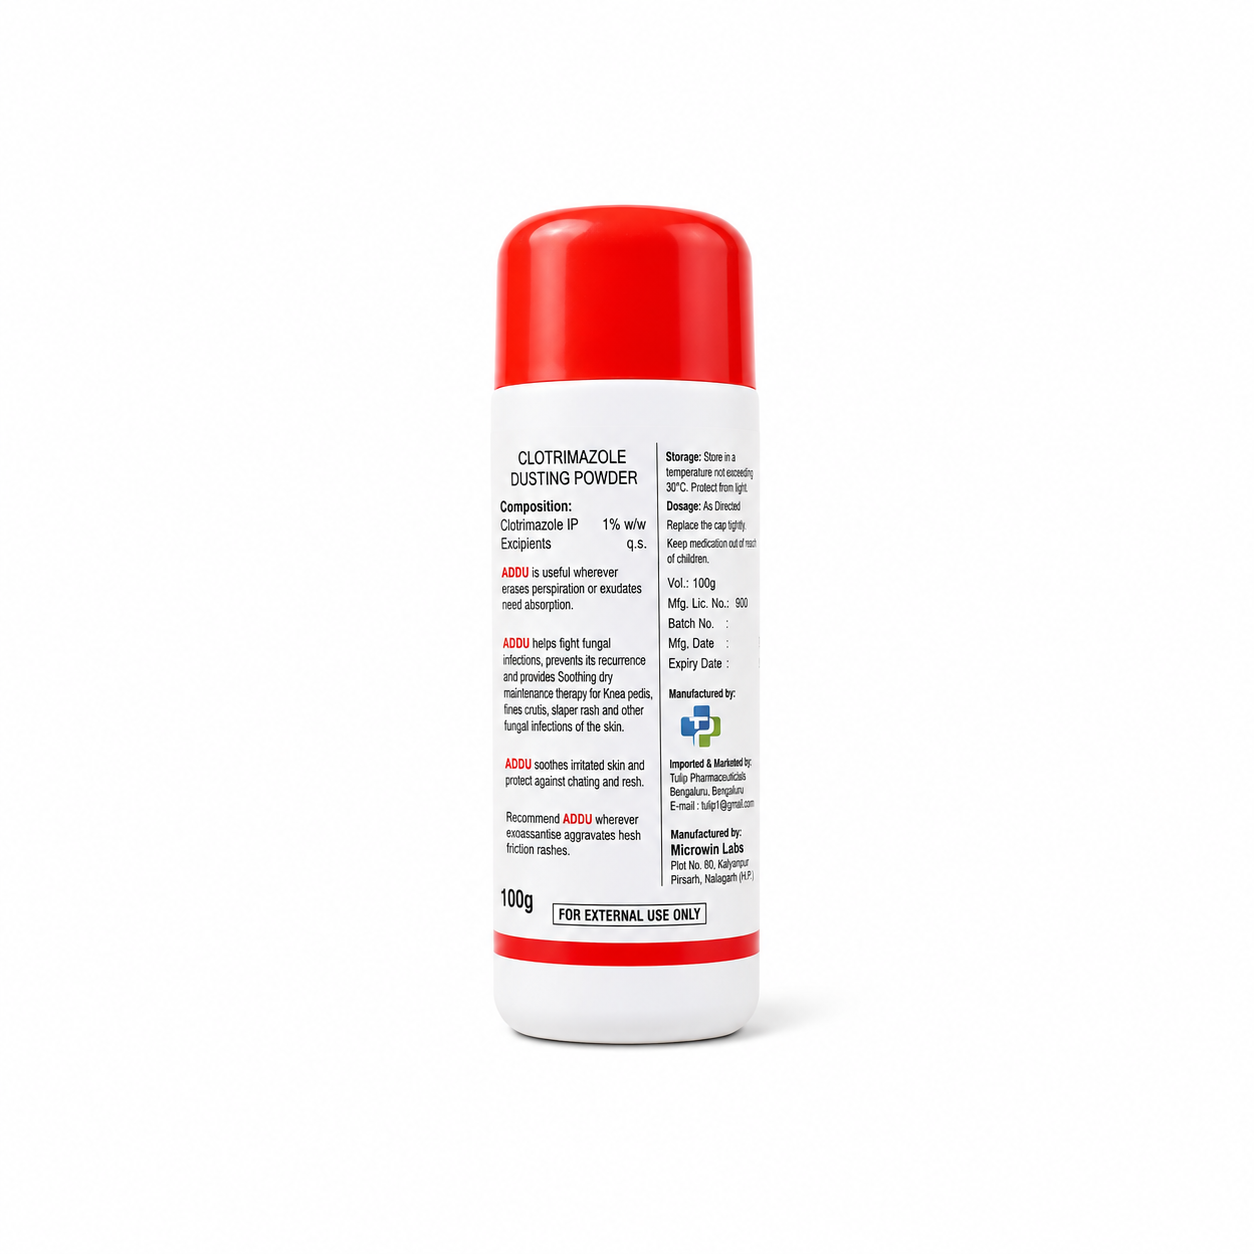 CLOTRIMAZOLE
DUSTING POWDER
Composition:
Clotrimazole IP 1% w/w
Excipients q.s.
ADDU is useful wherever
erases perspiration or exudates
need absorption.
ADDU helps fight fungal
infections, prevents its recurrence
and provides Soothing dry
maintenance therapy for Knea pedis,
fines crutis, slaper rash and other
fungal infections of the skin.
ADDU soothes irritated skin and
protect against chating and resh.
Recommend ADDU wherever
exoassantise aggravates hesh
friction rashes.
100g
FOR EXTERNAL USE ONLY
Storage: Store in a
temperature not exceeding
30°C. Protect from light.
Dosage: As Directed
Replace the cap tightly.
Keep medication out of reach
of children.
Vol.: 100g
Mfg. Lic. No.: 900
Batch No. :
Mfg. Date :
Expiry Date :
Manufactured by:
Imported & Marketed by:
Tulip Pharmaceuticials
Bengaluru, Bengaluru
E-mail : tulip1@gmail.com
Manufactured by:
Microwin Labs
Plot No. 80, Kalyanpur
Pirsarh, Nalagarh (H.P.)